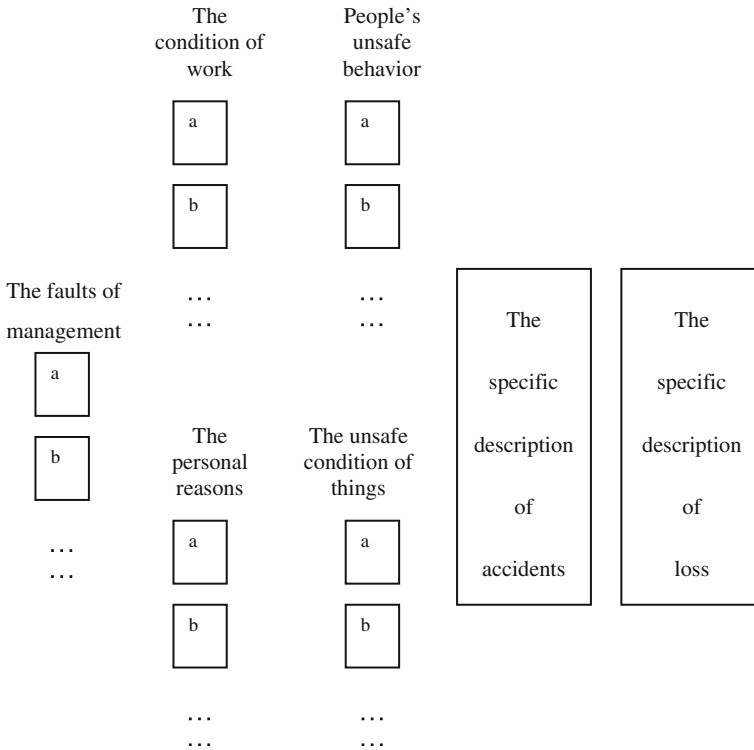 The
condition of
work
a
b
…
…
People's
unsafe
behavior
a
b
…
…
The faults of
management
a
b
…
…
The
personal
reasons
a
b
…
…
The unsafe
condition of
things
a
b
…
…
The
specific
description
of
accidents
The
specific
description
of
loss